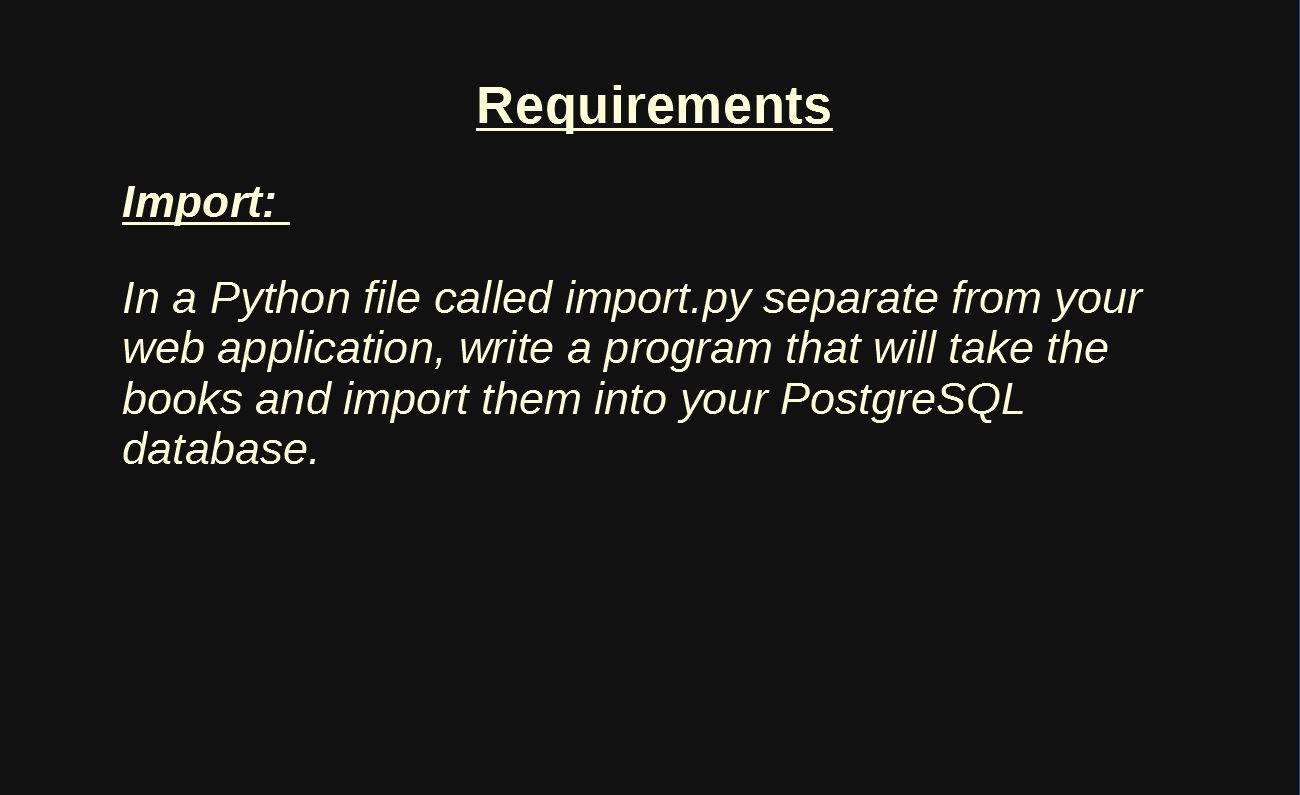 Requirements
Import:
In a Python file called import.py separate from your
web application, write a program that will take the
books and import them into your PostgreSQL
database.